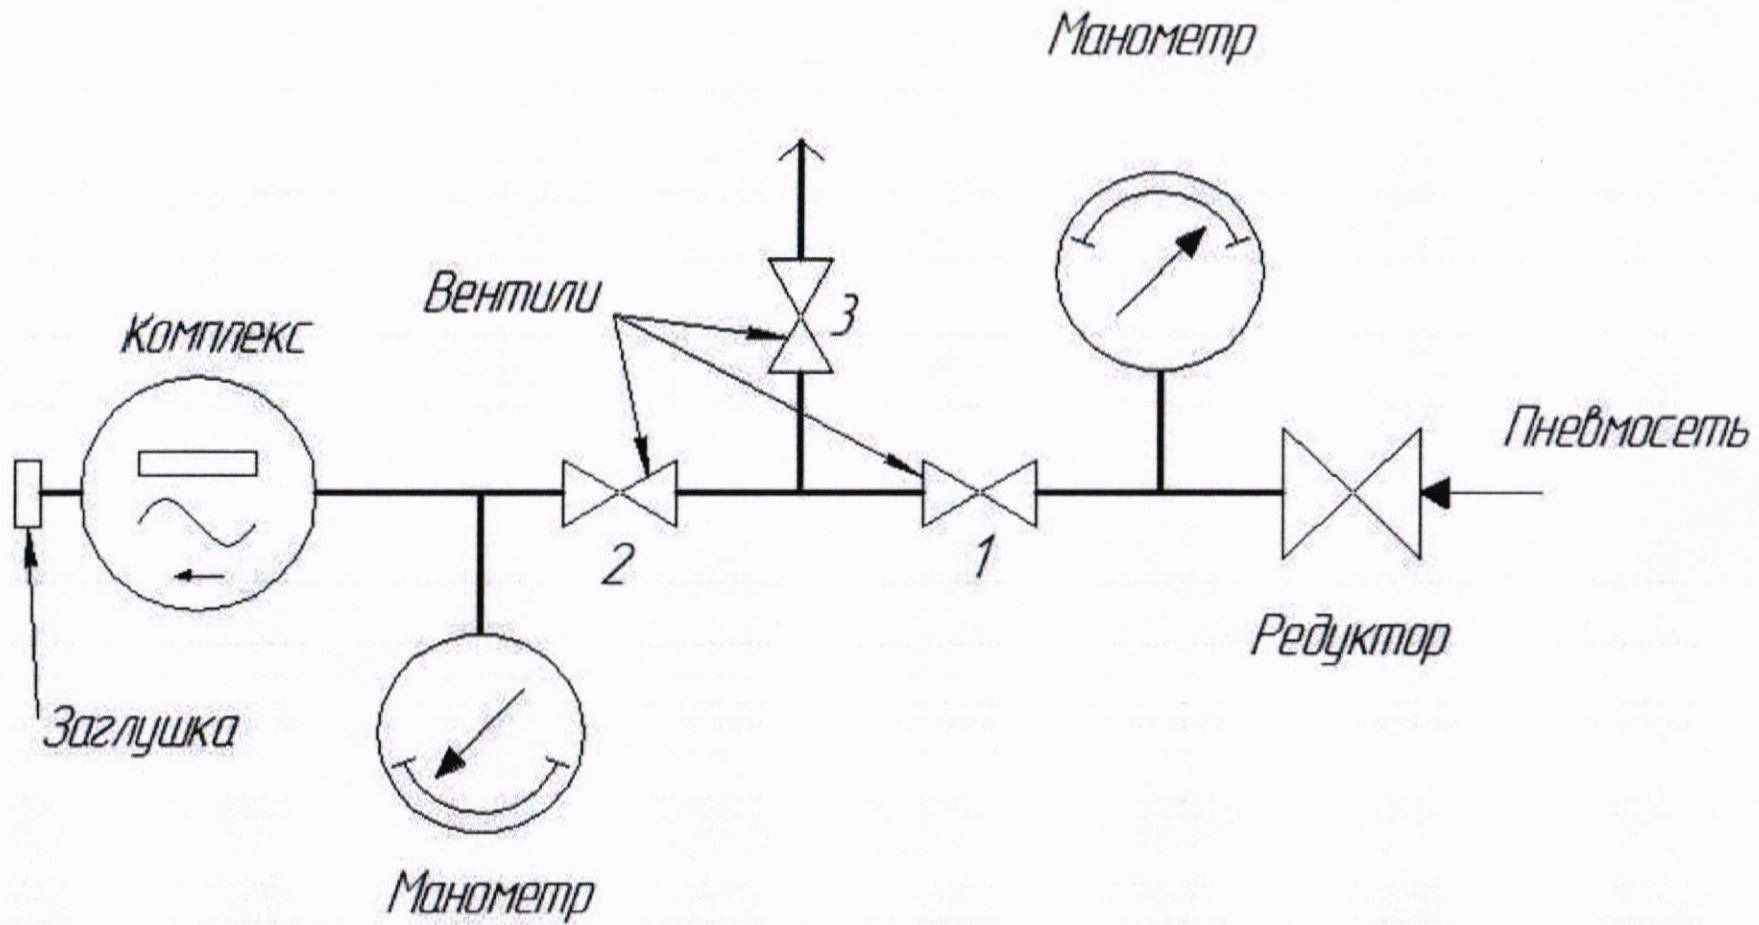 Манометр
Вентили
3
Комплекс
Пневмосеть
2
1
Редуктор
Заглушка
Манометр